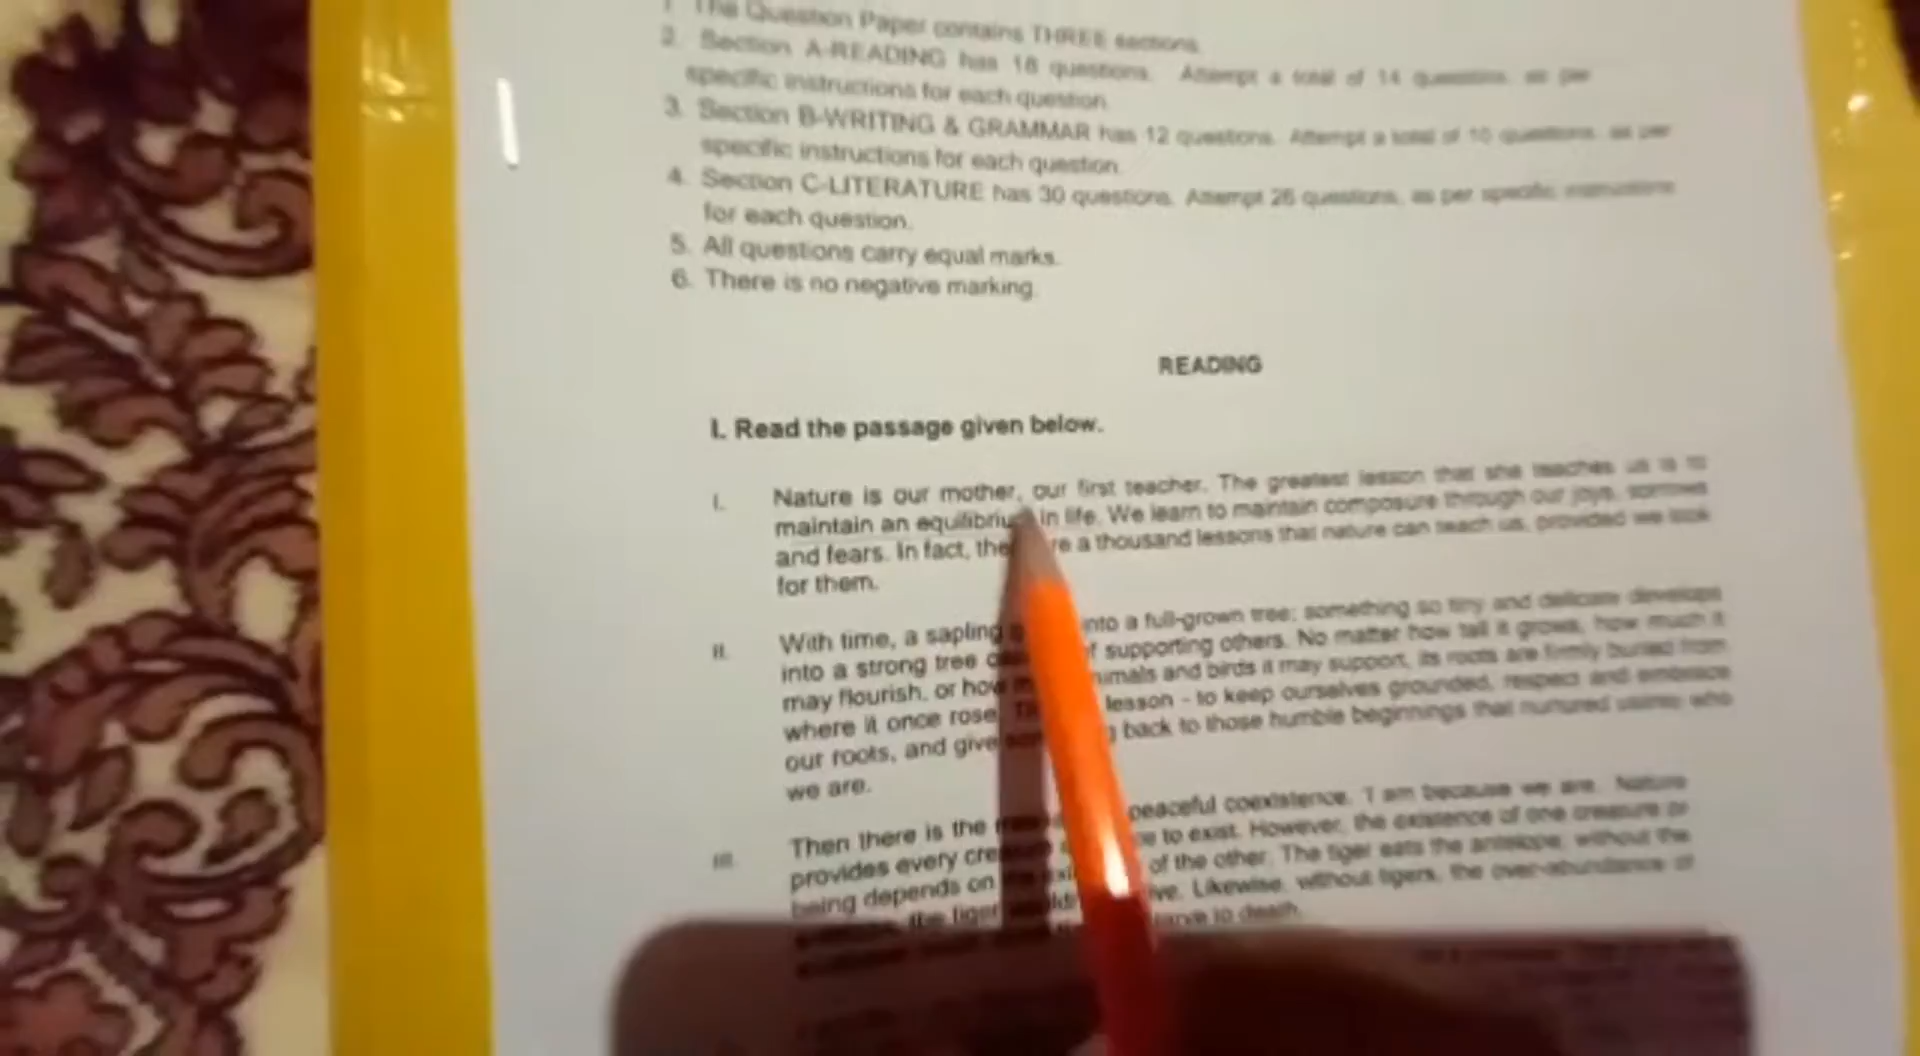 1. The Question Paper contains THREE sections.
2. Section A-READING has 18 questions. Attempt a total of 14 questions, as per
specific instructions for each question.
3. Section B-WRITING & GRAMMAR has 12 questions. Attempt a total of 10 questions, as per
specific instructions for each question.
4. Section C-LITERATURE has 30 questions. Attempt 26 questions, as per specific instructions
for each question.
5. All questions carry equal marks.
6. There is no negative marking.
READING
I. Read the passage given below.
I. Nature is our mother, our first teacher. The greatest lesson that she teaches us is to
maintain an equilibrium in life. We learn to maintain composure through our joys, sorrows
and fears. In fact, there a thousand lessons that nature can teach us, provided we look
for them.
II. With time, a sapling into a full-grown tree; something so tiny and delicate develops
into a strong tree supporting others. No matter how tall it grows, how much it
may flourish, or how animals and birds it may support, its roots are firmly buried from
where it once rose. lesson - to keep ourselves grounded, respect and embrace
our roots, and give back to those humble beginnings that nurtured us into who
we are.
III. Then there is the peaceful coexistence. 'I am because we are. Nature
provides every to exist. However, the existence of one creature or
being depends on of the other. The tiger eats the antelope; without the
the tiger Likewise, without tigers, the over-abundance of
to death.